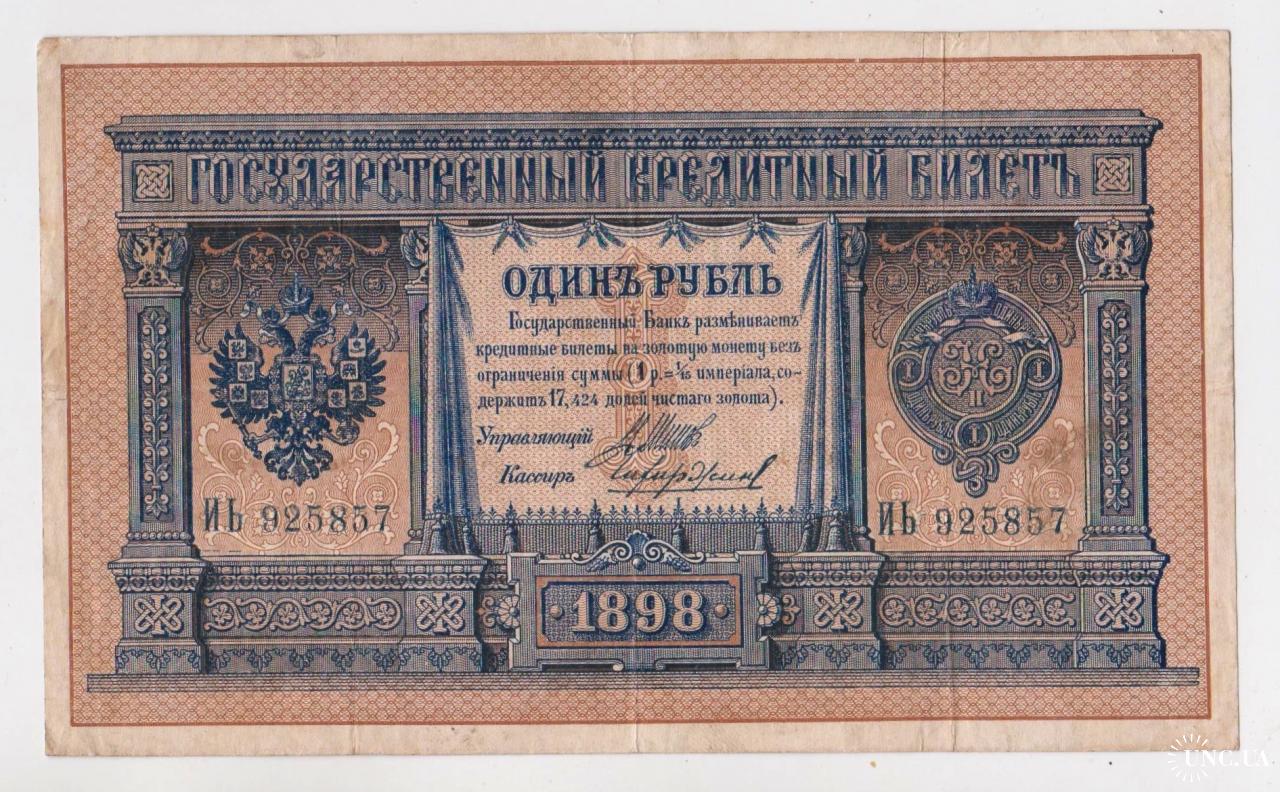 ГОСУДАРСТВЕННЫЙ КРЕДИТНЫЙ БИЛЕТЪ
ОДИНЪ РУБЛЬ
Государственный Банкъ размѣниваетъ
кредитные билеты на золотую монету безъ
ограниченія суммы (1 р. = 1/15 имперіала, со-
держитъ 17,424 долей чистаго золота).
Управляющій
Кассиръ
ИЬ 925857
ИЬ 925857
1898
UNC.UA